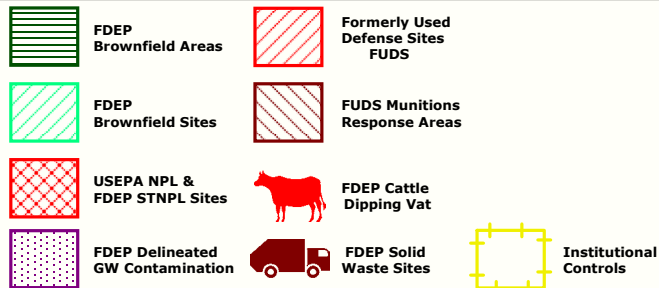 FDEP
Brownfield Areas
Formerly Used
Defense Sites
FUDS
FDEP
Brownfield Sites
FUDS Munitions
Response Areas
USEPA NPL &
FDEP STNPL Sites
FDEP Cattle
Dipping Vat
FDEP Delineated
GW Contamination
FDEP Solid
Waste Sites
Institutional
Controls